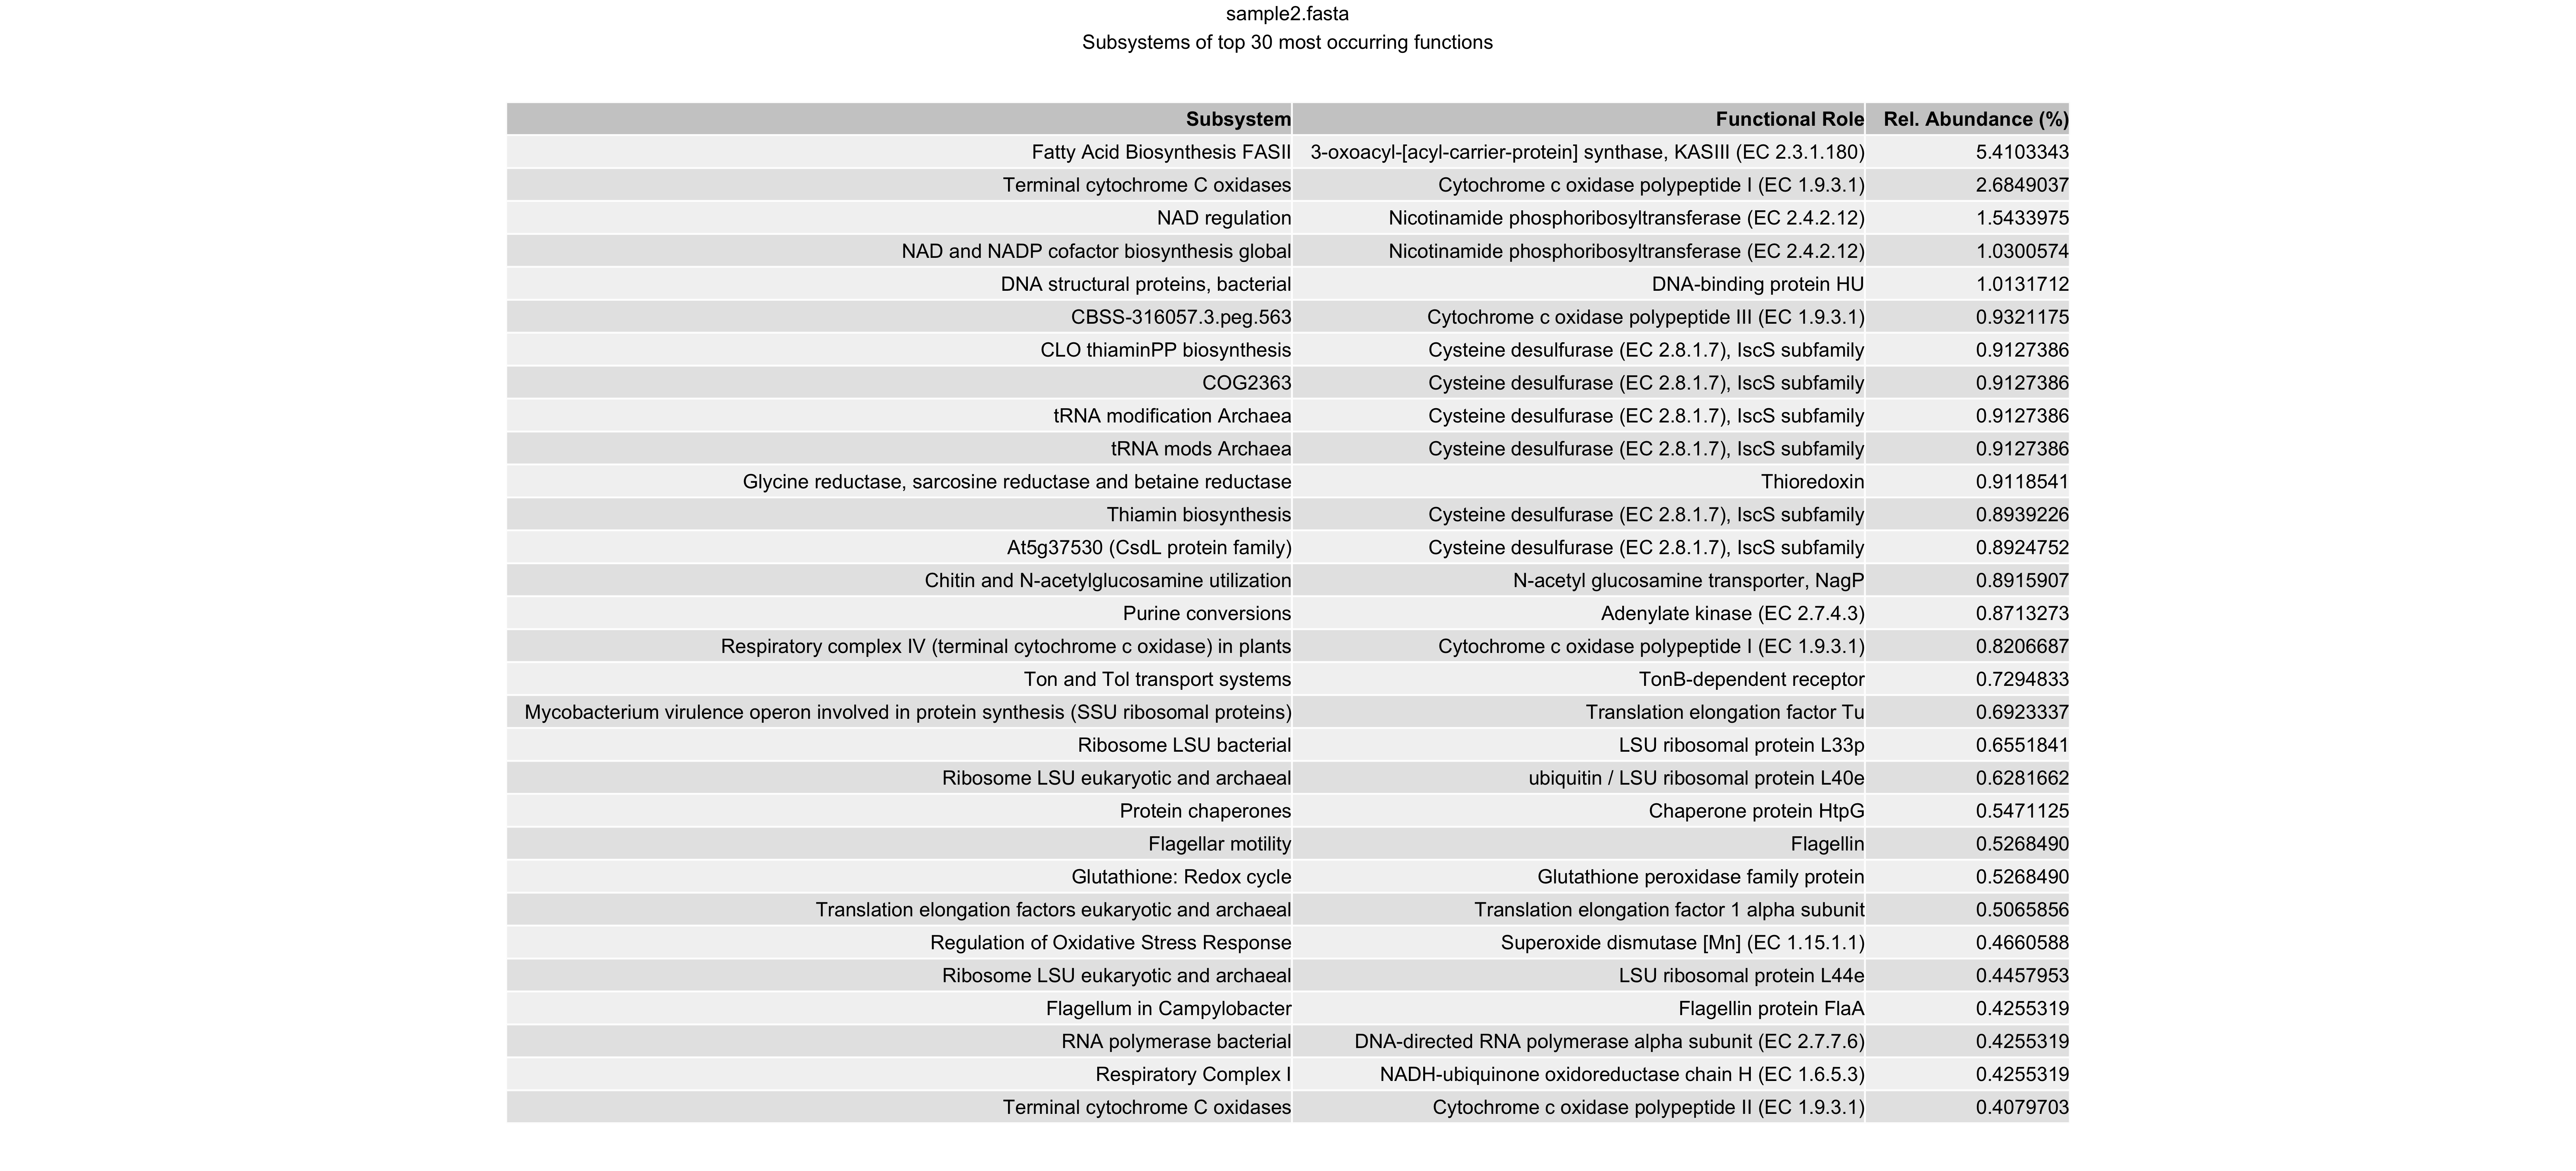 sample2.fasta
Subsystems of top 30 most occurring functions
Subsystem Functional Role Rel. Abundance (%)
Fatty Acid Biosynthesis FASII 3-oxoacyl-[acyl-carrier-protein] synthase, KASIII (EC 2.3.1.180) 5.4103343
Terminal cytochrome C oxidases Cytochrome c oxidase polypeptide I (EC 1.9.3.1) 2.6849037
NAD regulation Nicotinamide phosphoribosyltransferase (EC 2.4.2.12) 1.5433975
NAD and NADP cofactor biosynthesis global Nicotinamide phosphoribosyltransferase (EC 2.4.2.12) 1.0300574
DNA structural proteins, bacterial DNA-binding protein HU 1.0131712
CBSS-316057.3.peg.563 Cytochrome c oxidase polypeptide III (EC 1.9.3.1) 0.9321175
CLO thiaminPP biosynthesis Cysteine desulfurase (EC 2.8.1.7), IscS subfamily 0.9127386
COG2363 Cysteine desulfurase (EC 2.8.1.7), IscS subfamily 0.9127386
tRNA modification Archaea Cysteine desulfurase (EC 2.8.1.7), IscS subfamily 0.9127386
tRNA mods Archaea Cysteine desulfurase (EC 2.8.1.7), IscS subfamily 0.9127386
Glycine reductase, sarcosine reductase and betaine reductase Thioredoxin 0.9118541
Thiamin biosynthesis Cysteine desulfurase (EC 2.8.1.7), IscS subfamily 0.8939226
At5g37530 (CsdL protein family) Cysteine desulfurase (EC 2.8.1.7), IscS subfamily 0.8924752
Chitin and N-acetylglucosamine utilization N-acetyl glucosamine transporter, NagP 0.8915907
Purine conversions Adenylate kinase (EC 2.7.4.3) 0.8713273
Respiratory complex IV (terminal cytochrome c oxidase) in plants Cytochrome c oxidase polypeptide I (EC 1.9.3.1) 0.8206687
Ton and Tol transport systems TonB-dependent receptor 0.7294833
Mycobacterium virulence operon involved in protein synthesis (SSU ribosomal proteins) Translation elongation factor Tu 0.6923337
Ribosome LSU bacterial LSU ribosomal protein L33p 0.6551841
Ribosome LSU eukaryotic and archaeal ubiquitin / LSU ribosomal protein L40e 0.6281662
Protein chaperones Chaperone protein HtpG 0.5471125
Flagellar motility Flagellin 0.5268490
Glutathione: Redox cycle Glutathione peroxidase family protein 0.5268490
Translation elongation factors eukaryotic and archaeal Translation elongation factor 1 alpha subunit 0.5065856
Regulation of Oxidative Stress Response Superoxide dismutase [Mn] (EC 1.15.1.1) 0.4660588
Ribosome LSU eukaryotic and archaeal LSU ribosomal protein L44e 0.4457953
Flagellum in Campylobacter Flagellin protein FlaA 0.4255319
RNA polymerase bacterial DNA-directed RNA polymerase alpha subunit (EC 2.7.7.6) 0.4255319
Respiratory Complex I NADH-ubiquinone oxidoreductase chain H (EC 1.6.5.3) 0.4255319
Terminal cytochrome C oxidases Cytochrome c oxidase polypeptide II (EC 1.9.3.1) 0.4079703